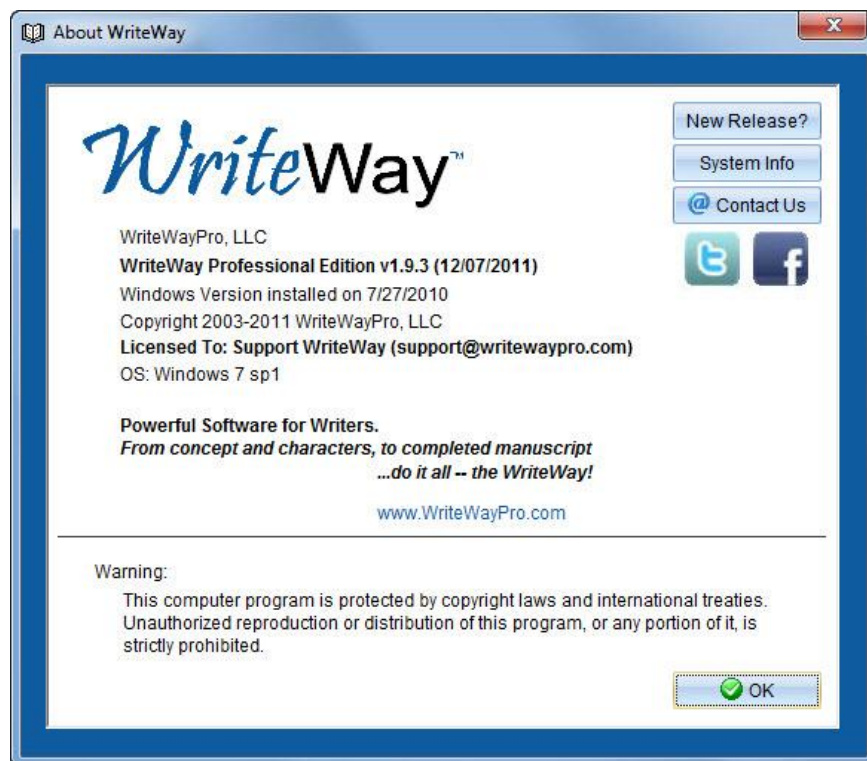 About WriteWay
WriteWay™
New Release?
System Info
@ Contact Us
WriteWayPro, LLC
WriteWay Professional Edition v1.9.3 (12/07/2011)
Windows Version installed on 7/27/2010
Copyright 2003-2011 WriteWayPro, LLC
Licensed To: Support WriteWay (support@writewaypro.com)
OS: Windows 7 sp1
Powerful Software for Writers.
From concept and characters, to completed manuscript
...do it all -- the WriteWay!
www.WriteWayPro.com
Warning:
This computer program is protected by copyright laws and international treaties.
Unauthorized reproduction or distribution of this program, or any portion of it, is
strictly prohibited.
OK